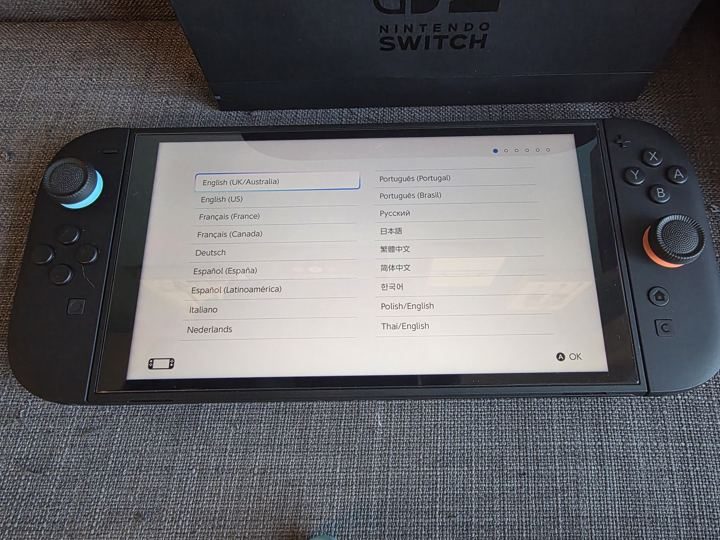 NINTENDO
SWITCH
English (UK/Australia)
English (US)
Français (France)
Français (Canada)
Deutsch
Español (España)
Español (Latinoamérica)
Italiano
Nederlands
Português (Portugal)
Português (Brasil)
Русский
日本語
繁體中文
简体中文
한국어
Polish/English
Thai/English
A OK
X
Y
A
B
C